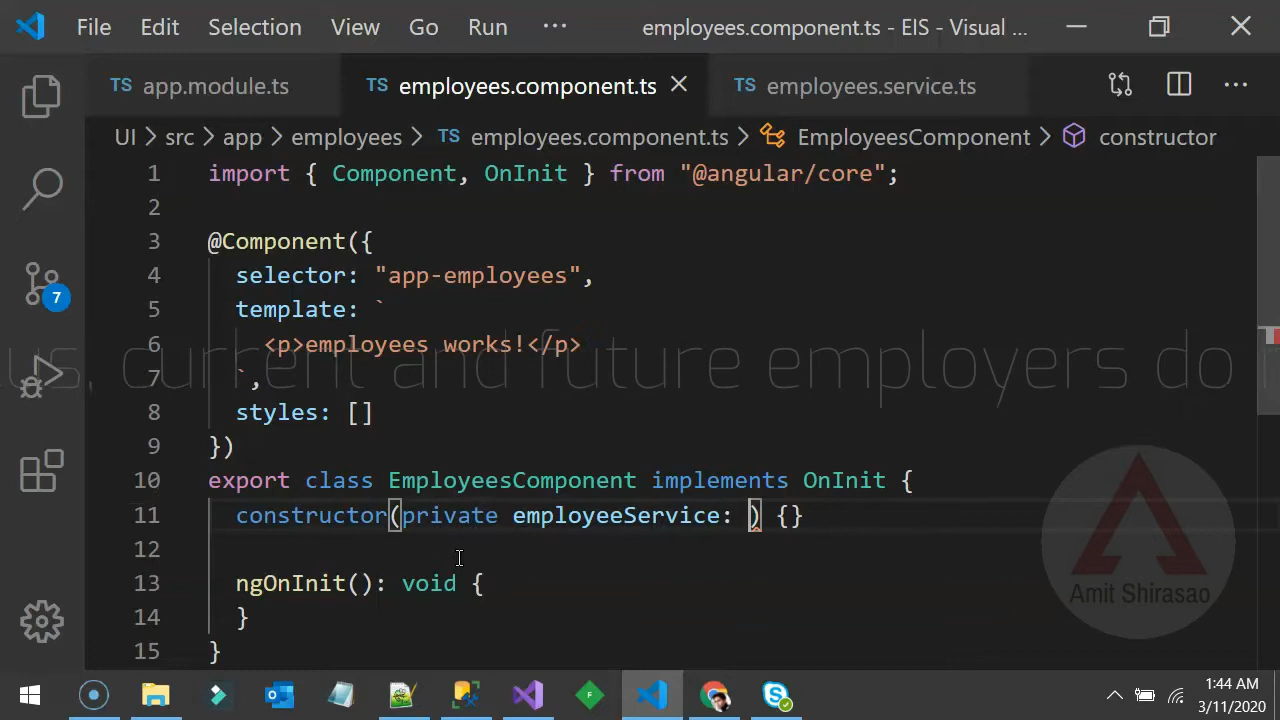 File Edit Selection View Go Run ··· employees.component.ts - EIS - Visual ...
TS app.module.ts TS employees.component.ts TS employees.service.ts
UI > src > app > employees > TS employees.component.ts > EmployeesComponent > constructor
1 import { Component, OnInit } from "@angular/core";
2
3 @Component({
4 selector: "app-employees",
5 template: `
6 <p>employees works!</p>
us, current and future employers do
7 `,
8 styles: []
9 })
10 export class EmployeesComponent implements OnInit {
11 constructor(private employeeService: ) {}
12
13 ngOnInit(): void {
14 }
15 }
7
Amit Shirasao
1:44 AM
3/11/2020